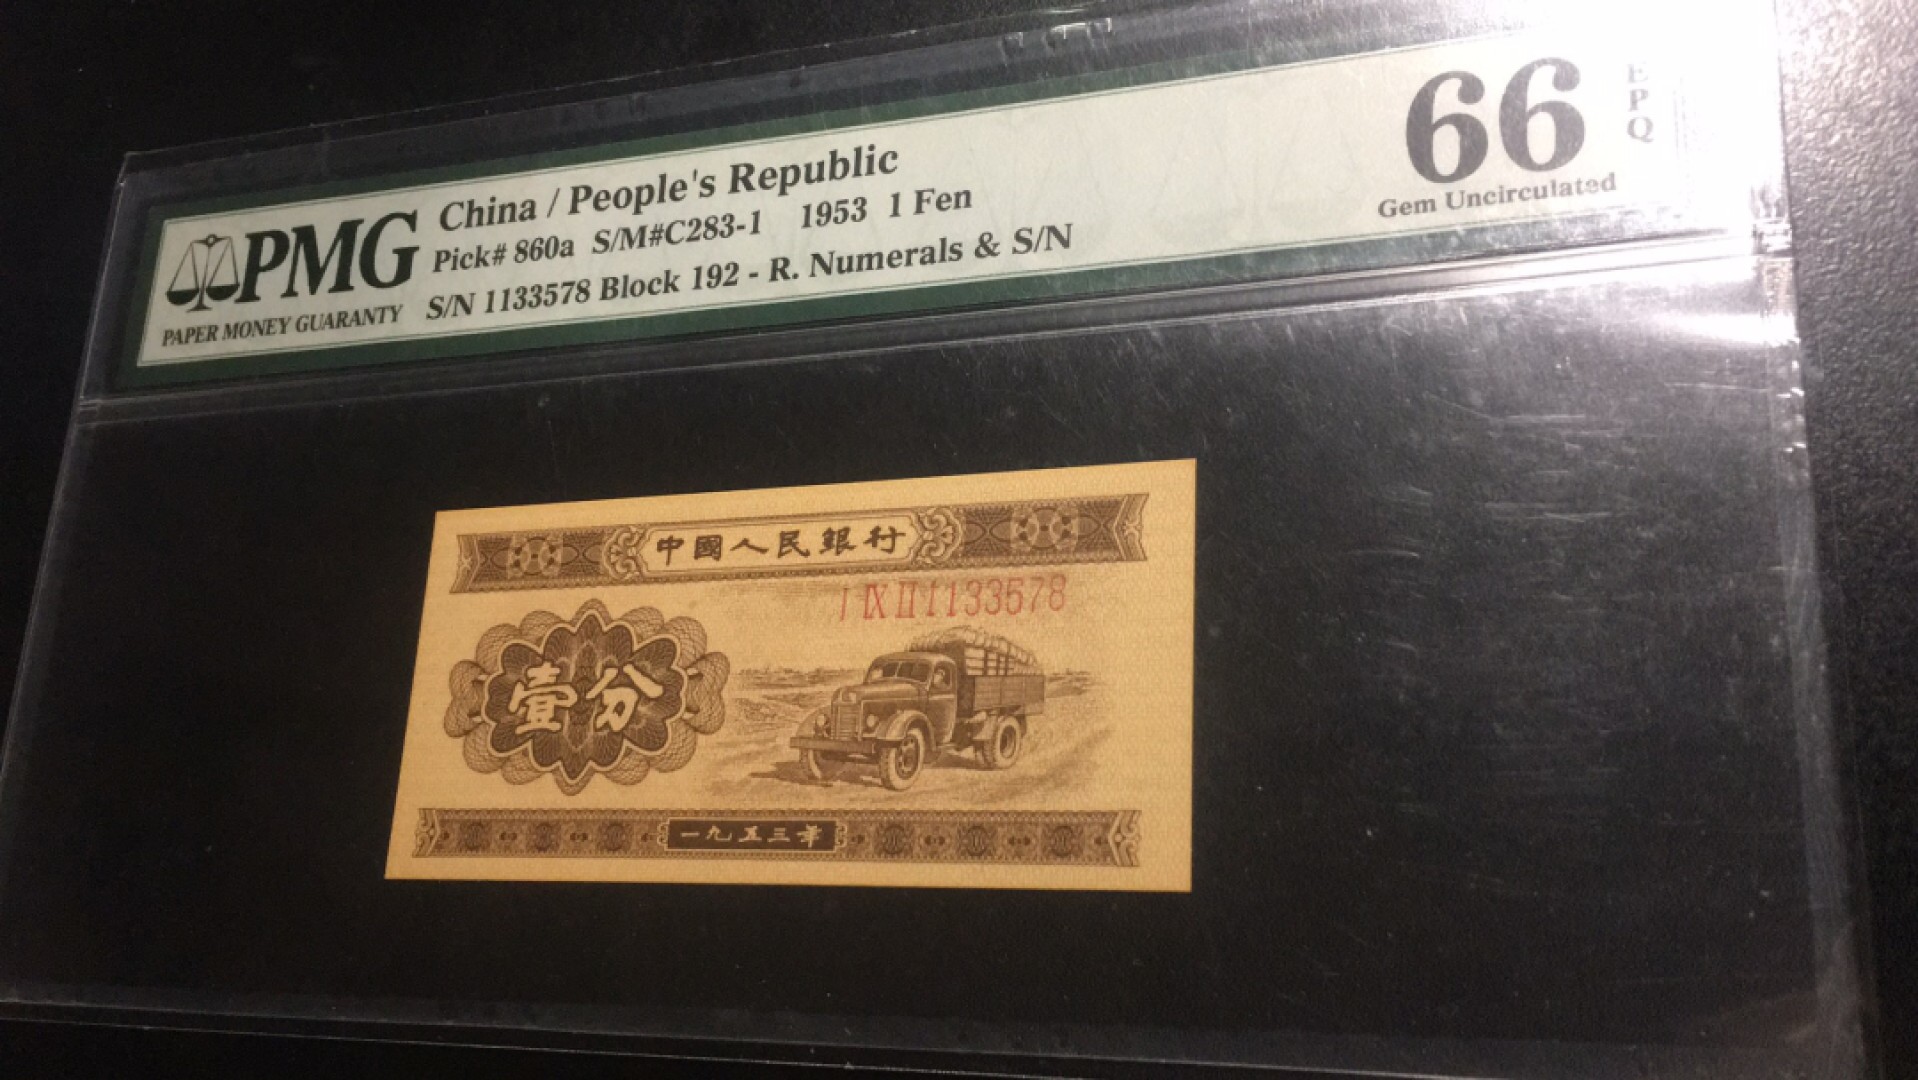 PMG
PAPER MONEY GUARANTY
China / People's Republic
Pick# 860a S/M#C283-1 1953 1 Fen
S/N 1133578 Block 192 - R. Numerals & S/N
66
EPQ
Gem Uncirculated
中國人民銀行
I IX II 1133578
壹分
一九五三年